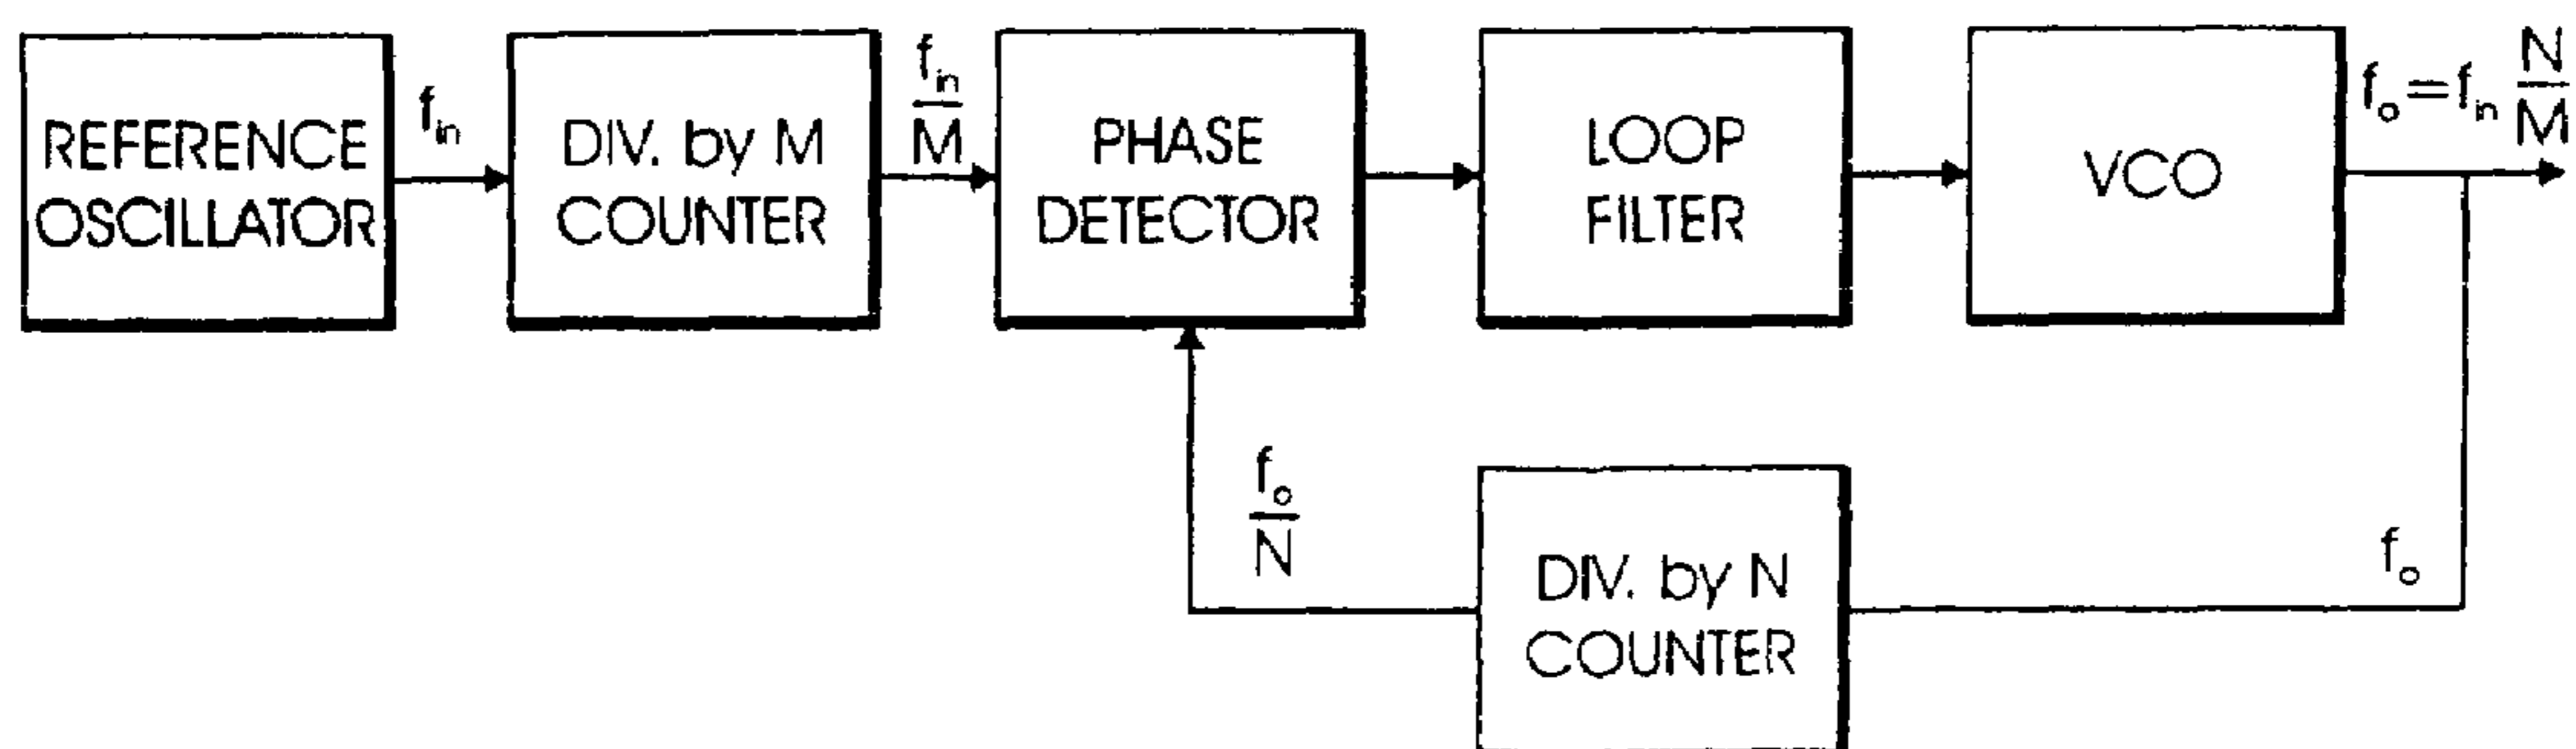 REFERENCE
OSCILLATOR
f_in
DIV. by M
COUNTER
f_in
M
PHASE
DETECTOR
LOOP
FILTER
VCO
f_o=f_in N/M
f_o
N
DIV. by N
COUNTER
f_o